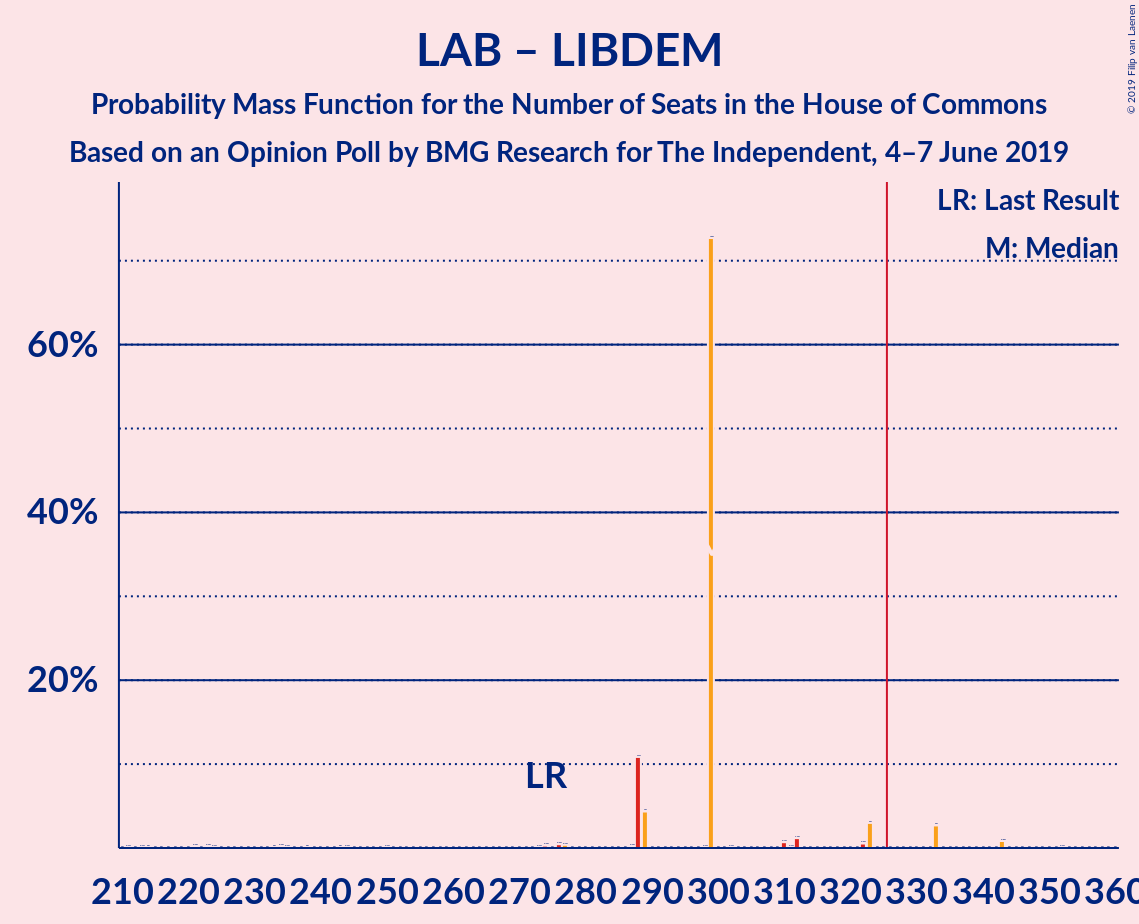 LAB – LIBDEM
Probability Mass Function for the Number of Seats in the House of Commons
Based on an Opinion Poll by BMG Research for The Independent, 4–7 June 2019
© 2019 Filip van Laenen
LR: Last Result
M: Median
60%
40%
20%
LR
210 220 230 240 250 260 270 280 290 300 310 320 330 340 350 360